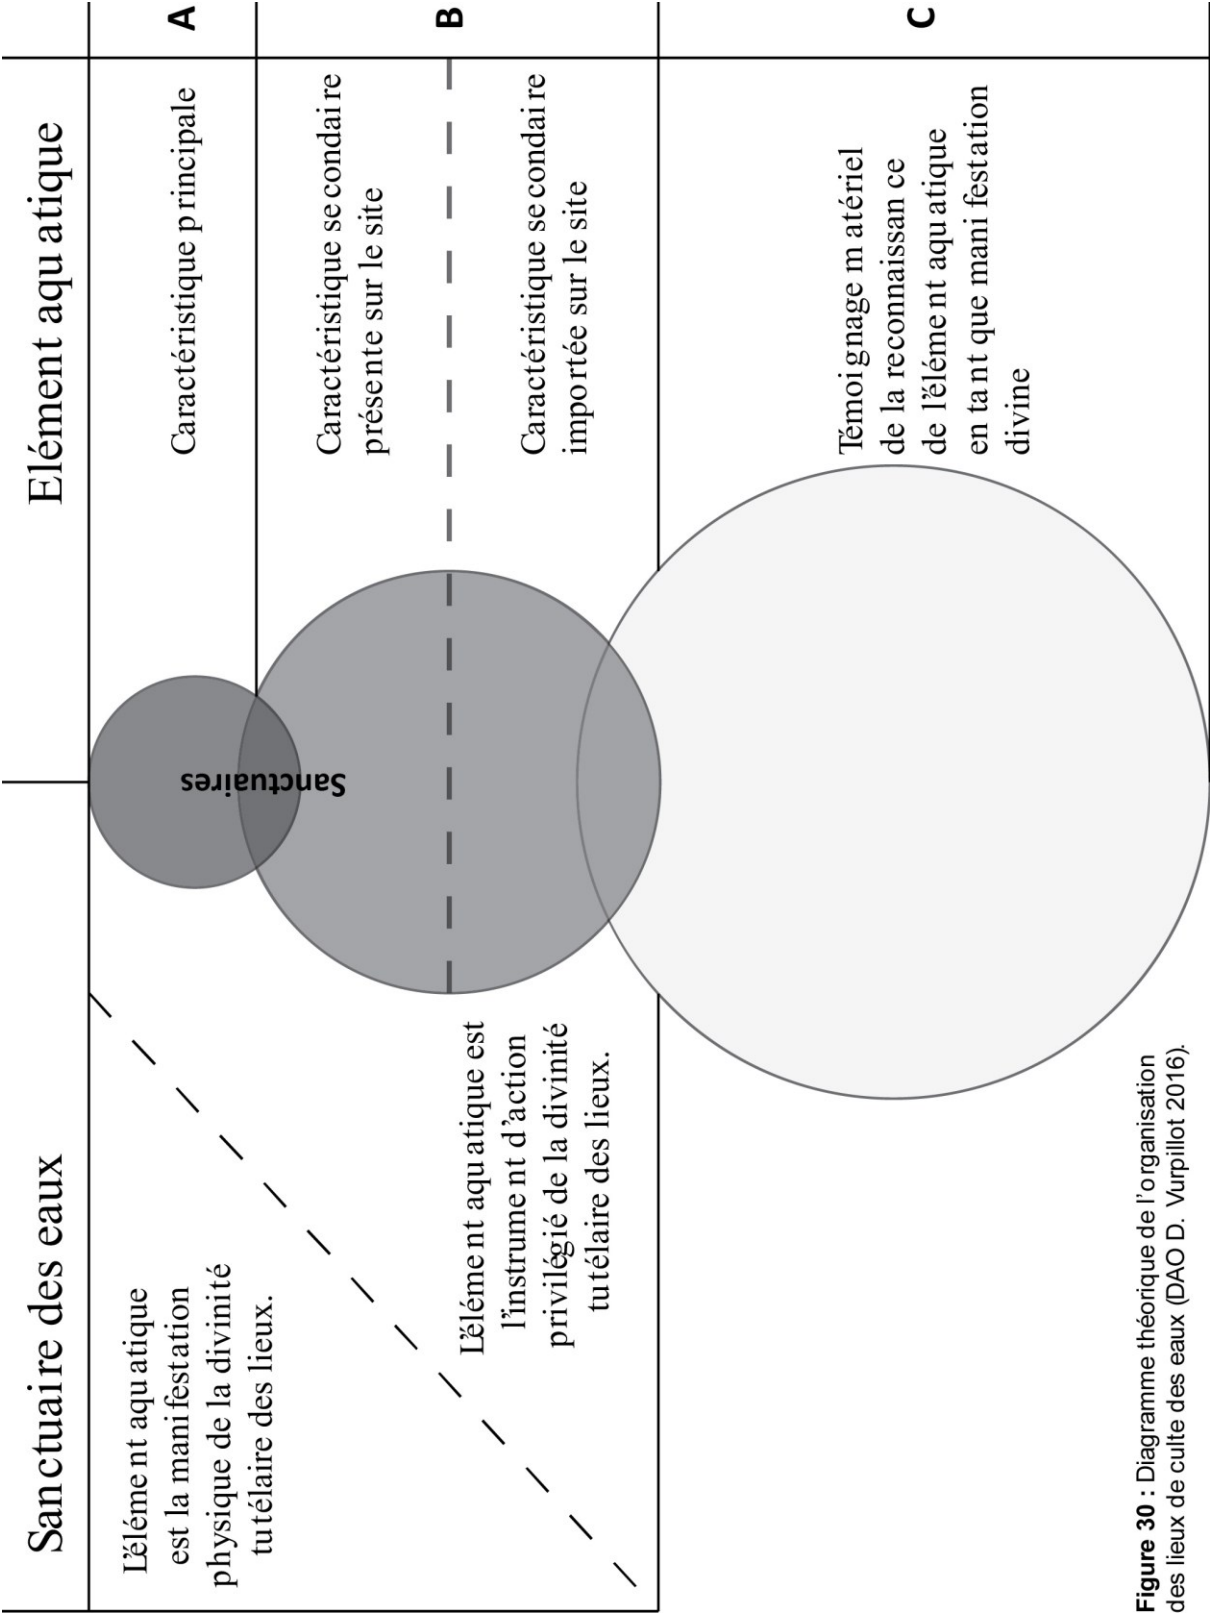 Sanctuaire des eaux
Elément aquatique
L'élément aquatique
est la manifestation
physique de la divinité
tutélaire des lieux.
L'élément aquatique est
l'instrument d'action
privilégié de la divinité
tutélaire des lieux.
Sanctuaires
Caractéristique principale
A
Caractéristique secondaire
présente sur le site
Caractéristique secondaire
importée sur le site
B
Témoignage matériel
de la reconnaissance
de l'élément aquatique
en tant que manifestation
divine
C
Figure 30 : Diagramme théorique de l'organisation
des lieux de culte des eaux (DAO D. Vurpillot 2016).